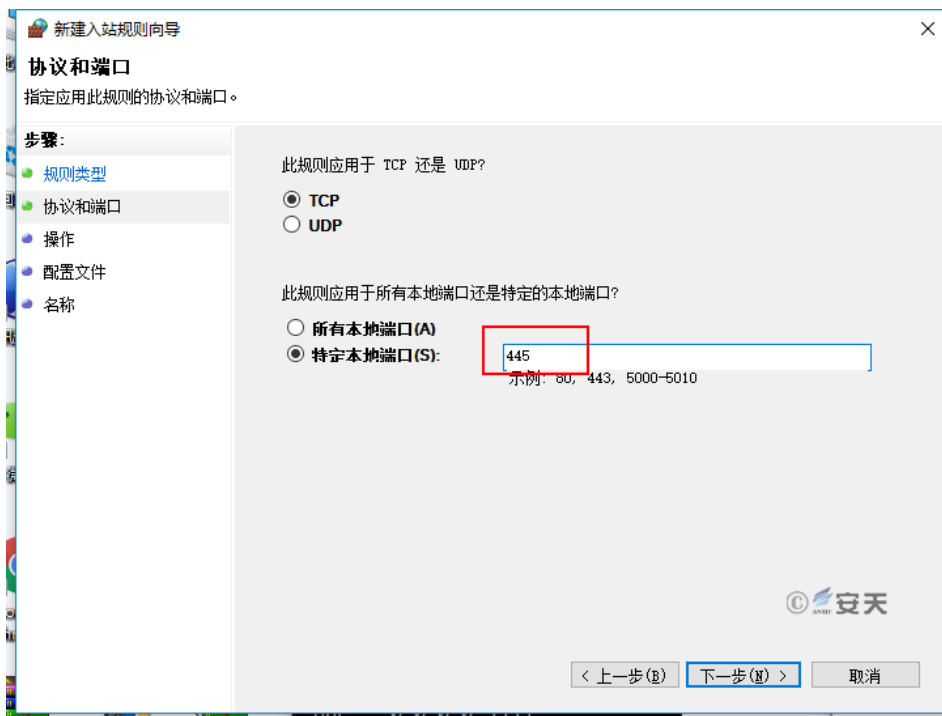 新建入站规则向导
协议和端口
指定应用此规则的协议和端口。
步骤:
规则类型
协议和端口
操作
配置文件
名称
此规则应用于 TCP 还是 UDP?
TCP
UDP
此规则应用于所有本地端口还是特定的本地端口?
所有本地端口(A)
特定本地端口(S):
445
示例: 80, 443, 5000-5010
©安天
< 上一步(B)
下一步(N) >
取消